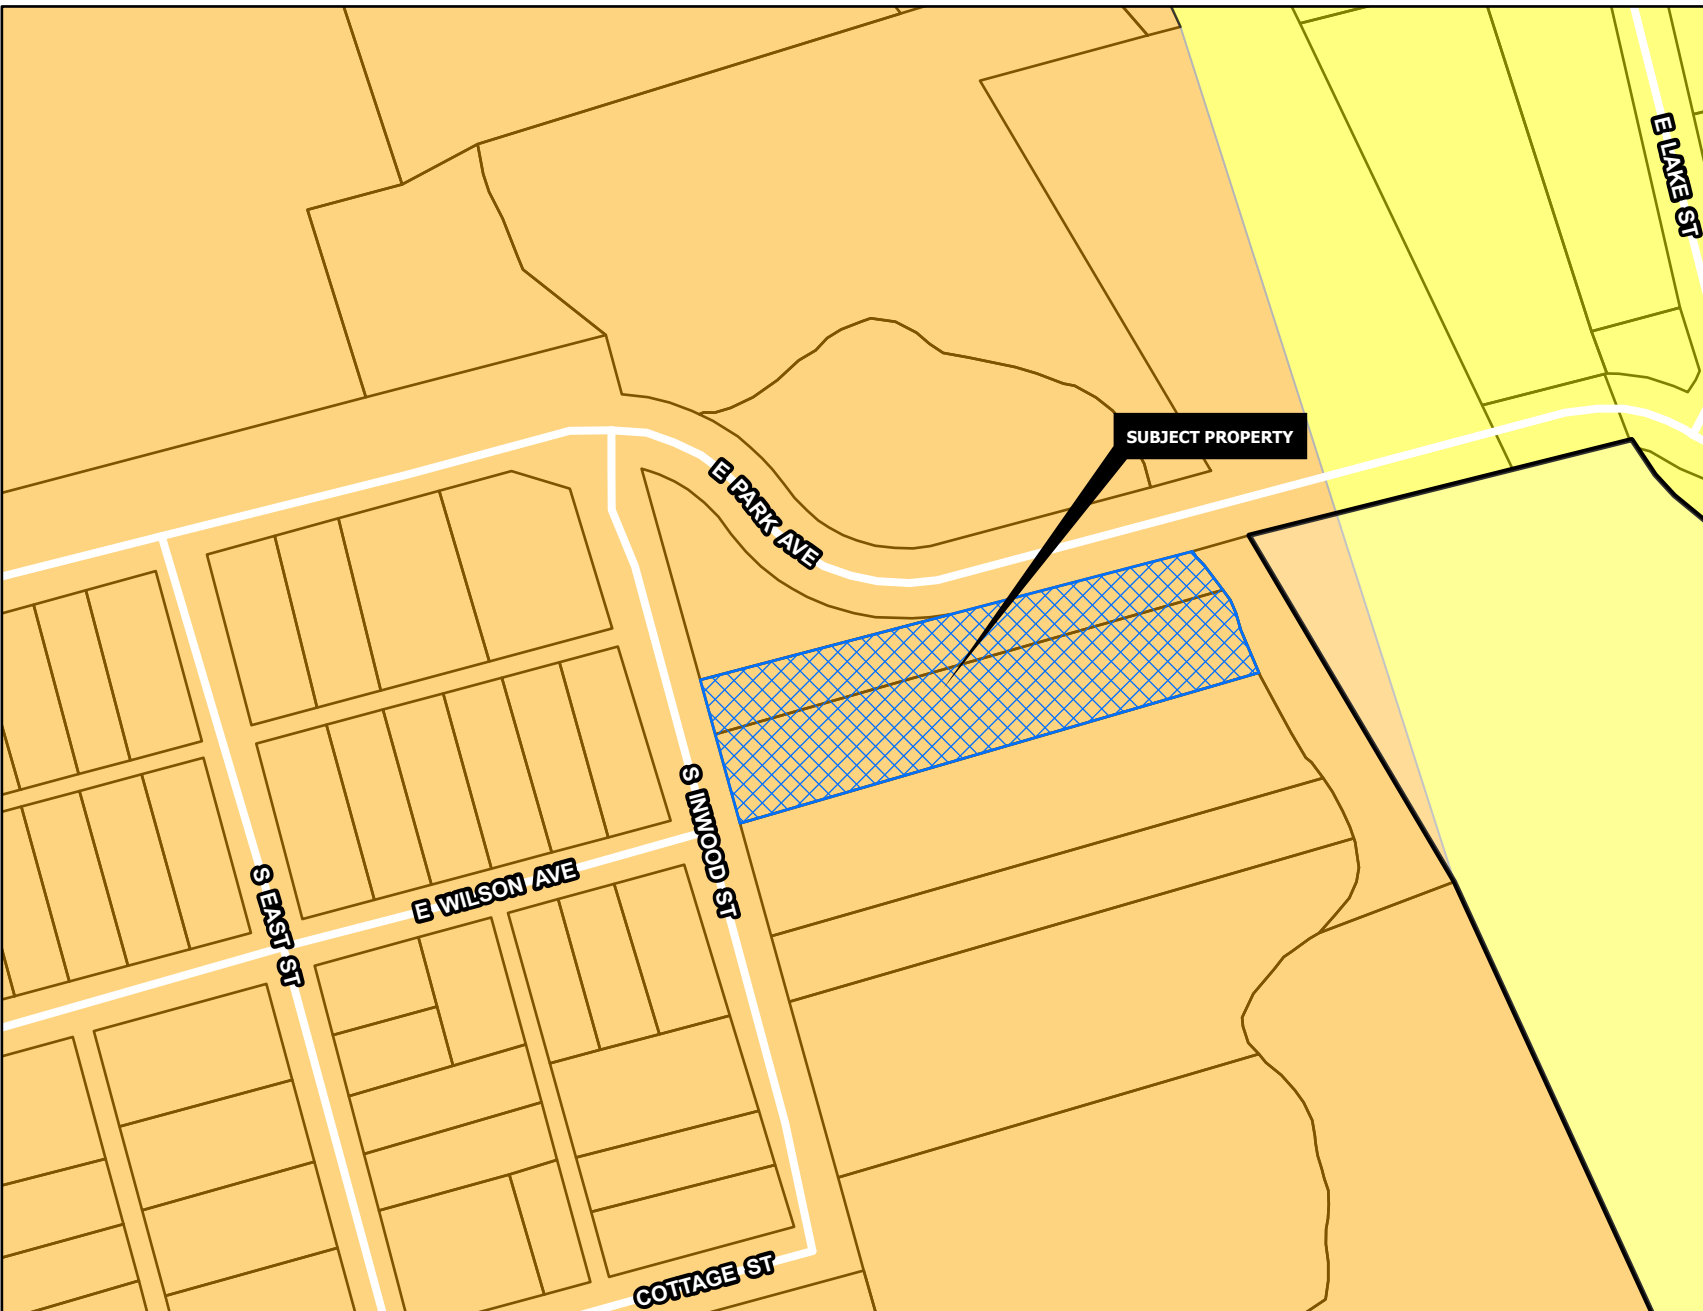 E LAKE ST
SUBJECT PROPERTY
E PARK AVE
S INWOOD ST
E WILSON AVE
S EAST ST
COTTAGE ST